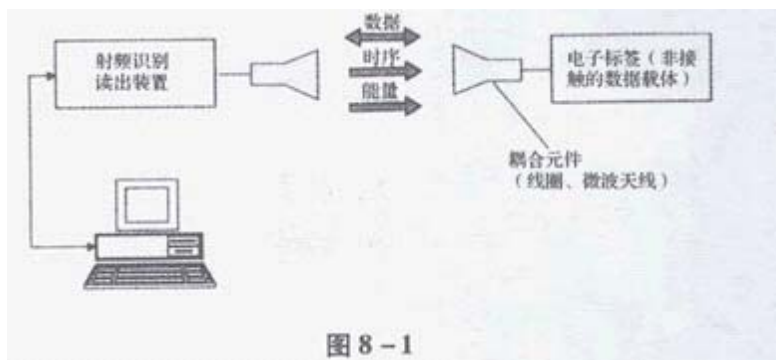 数据
时序
能量
射频识别
读出装置
电子标签（非接
触的数据载体）
耦合元件
（线圈、微波天线）
图8-1